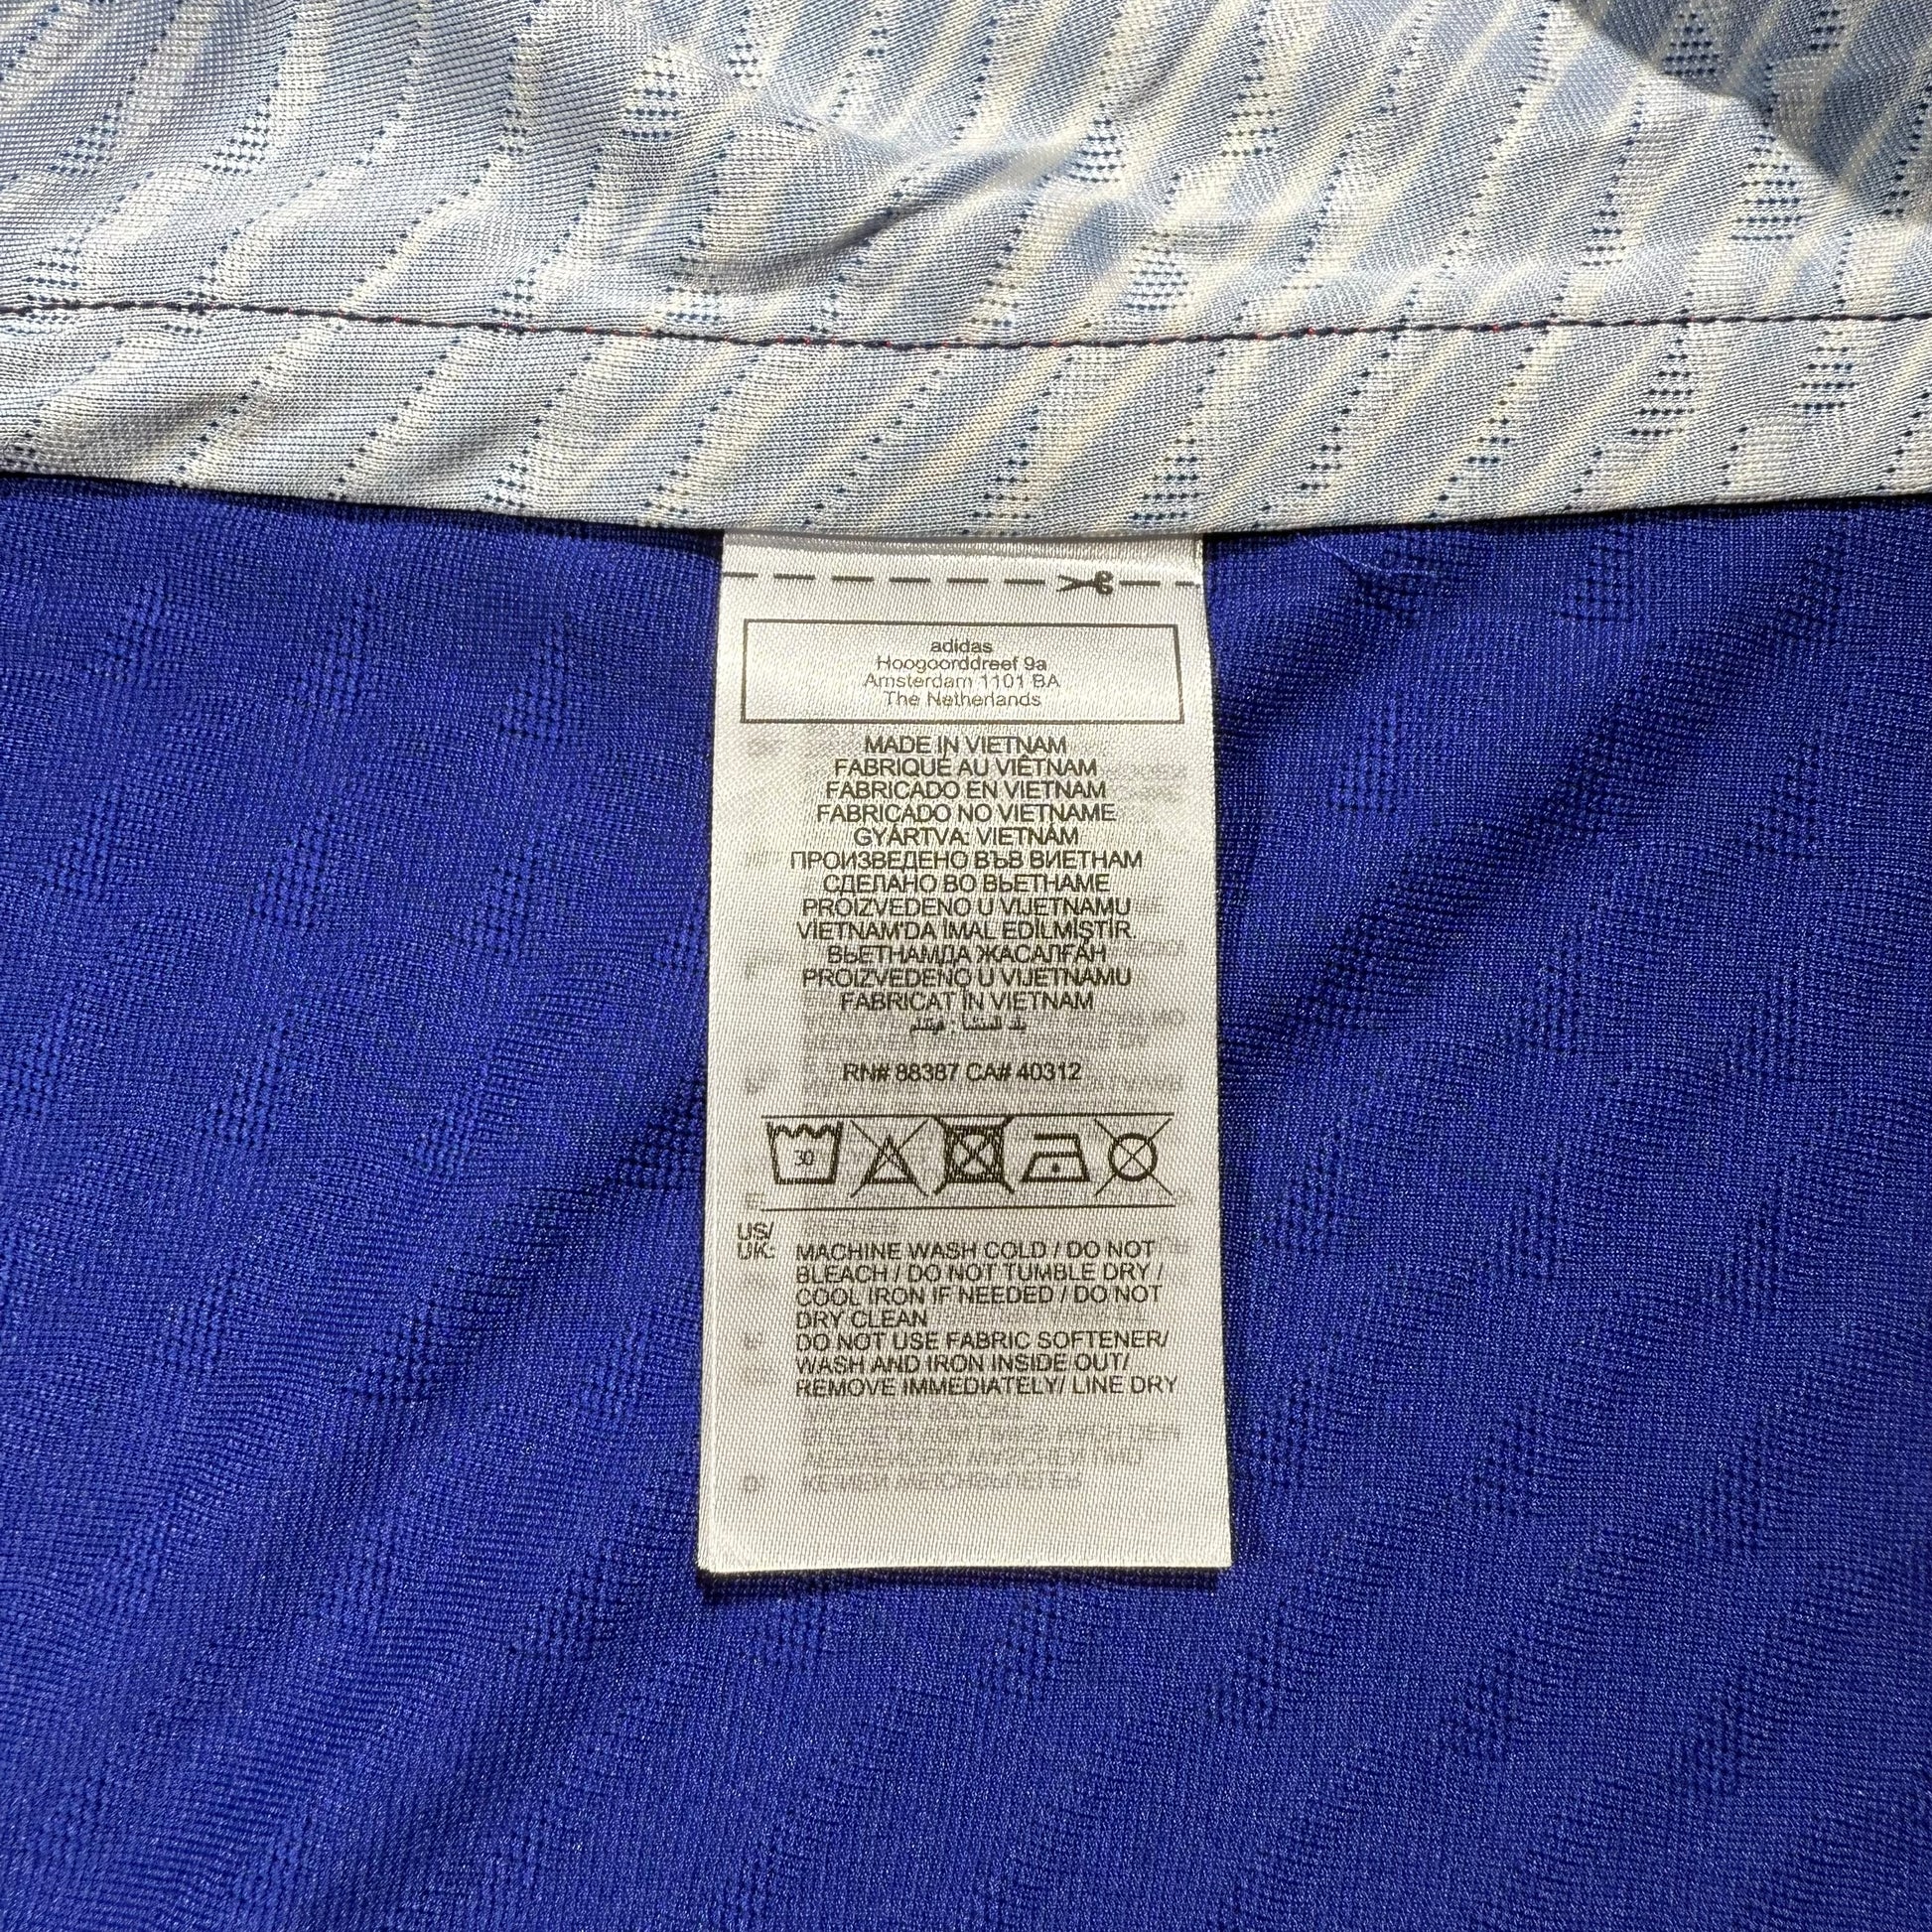 adidas
Hoogoorddreef 9a
Amsterdam 1101 BA
The Netherlands
MADE IN VIETNAM
FABRIQUÉ AU VIÊTNAM
FABRICADO EN VIETNAM
FABRICADO NO VIETNAME
GYÁRTVA: VIETNÁM
ПРОИЗВЕДЕНО ВЪВ ВИЕТНАМ
СДЕЛАНО ВО ВЬЕТНАМЕ
PROIZVEDENO U VIJETNAMU
VIETNAM'DA İMAL EDİLMİŞTİR.
ВЬЕТНАМДА ЖАСАЛҒАН
PROIZVEDENO U VIJETNAMU
FABRICAT ÎN VIETNAM
بلد المنشأ : فيتنام
RN# 88387 CA# 40312
30
US/
UK: MACHINE WASH COLD / DO NOT
BLEACH / DO NOT TUMBLE DRY /
COOL IRON IF NEEDED / DO NOT
DRY CLEAN
DO NOT USE FABRIC SOFTENER/
WASH AND IRON INSIDE OUT/
REMOVE IMMEDIATELY/ LINE DRY